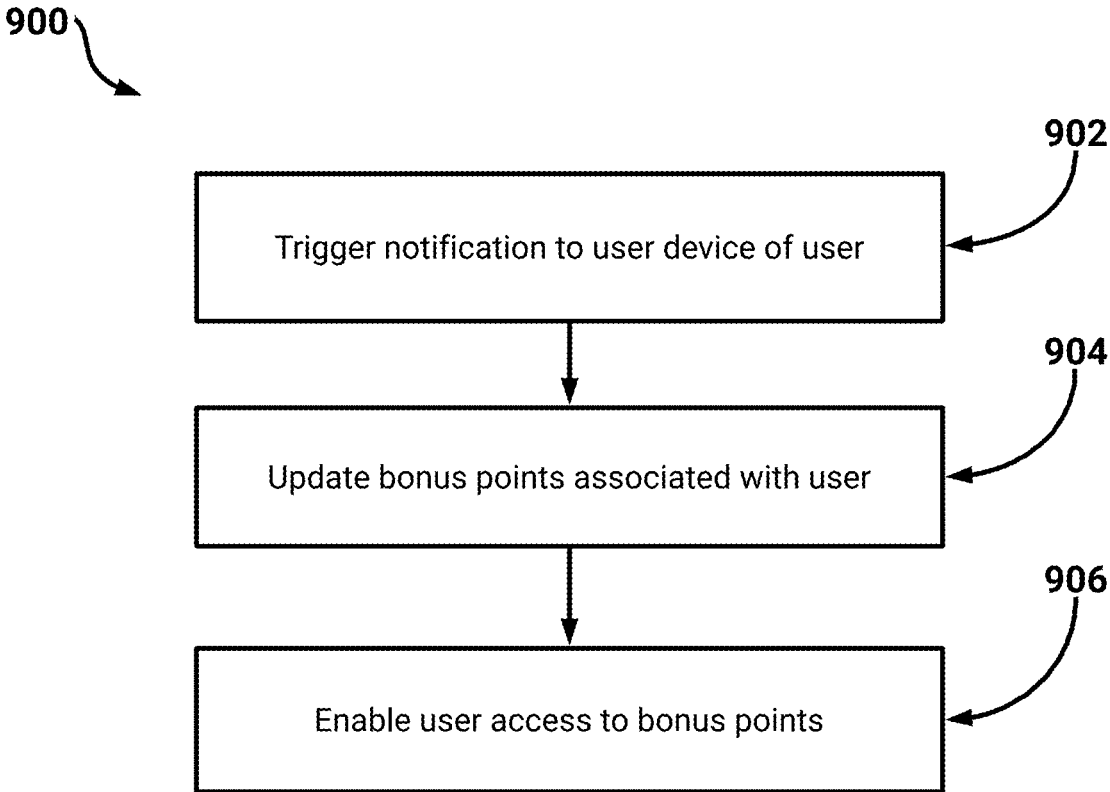 900
902
Trigger notification to user device of user
904
Update bonus points associated with user
906
Enable user access to bonus points